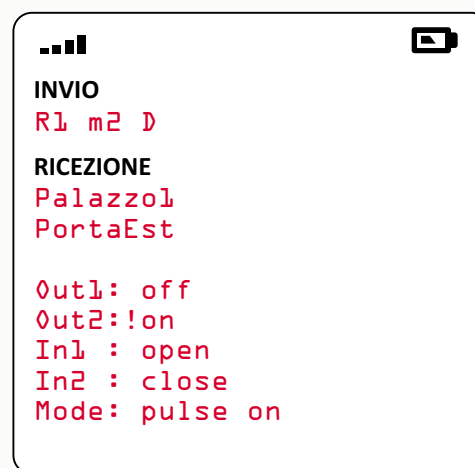 INVIO
R1 m2 D
RICEZIONE
Palazzo1
PortaEst
Out1: off
Out2:!on
In1 : open
In2 : close
Mode: pulse on